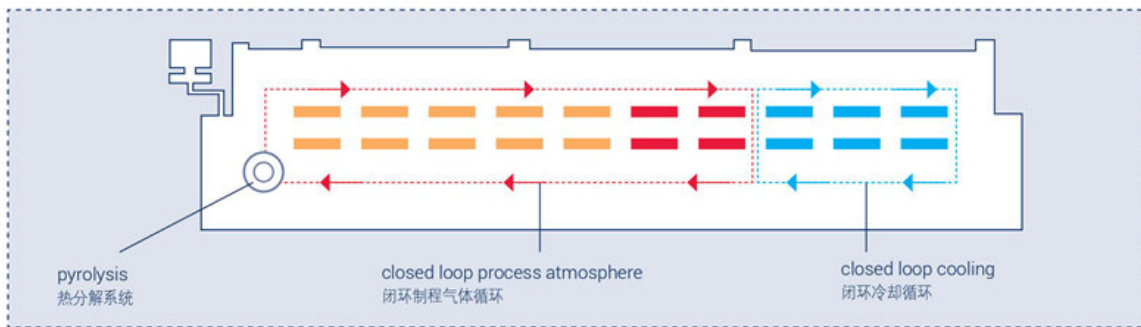 pyrolysis
热分解系统
closed loop process atmosphere
闭环制程气体循环
closed loop cooling
闭环冷却循环